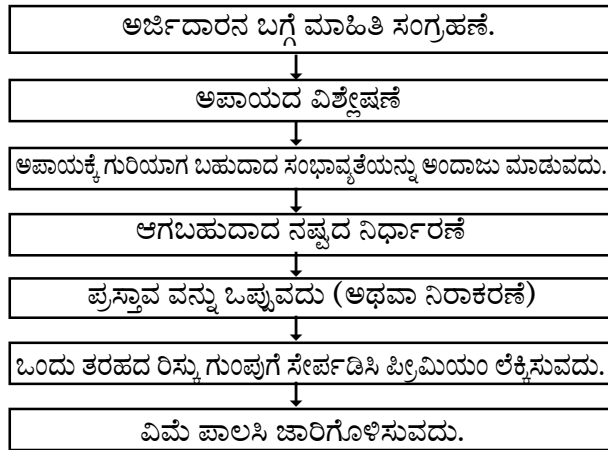 ಅರ್ಜಿದಾರನ ಬಗ್ಗೆ ಮಾಹಿತಿ ಸಂಗ್ರಹಣೆ.
ಅಪಾಯದ ವಿಶ್ಲೇಷಣೆ
ಅಪಾಯಕ್ಕೆ ಗುರಿಯಾಗ ಬಹುದಾದ ಸಂಭಾವ್ಯತೆಯನ್ನು ಅಂದಾಜು ಮಾಡುವದು.
ಆಗಬಹುದಾದ ನಷ್ಟದ ನಿರ್ಧಾರಣೆ
ಪ್ರಸ್ತಾವ ವನ್ನು ಒಪ್ಪುವದು (ಅಥವಾ ನಿರಾಕರಣೆ)
ಒಂದು ತರಹದ ರಿಸ್ಕು ಗುಂಪುಗೆ ಸೇರ್ಪಡಿಸಿ ಪ್ರೀಮಿಯಂ ಲೆಕ್ಕಿಸುವದು.
ವಿಮೆ ಪಾಲಸಿ ಜಾರಿಗೊಳಿಸುವದು.